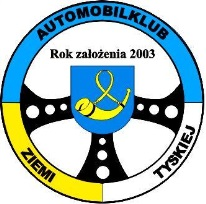 AUTOMOBILKLUB
Rok założenia 2003
ZIEMI
TYSKIEJ